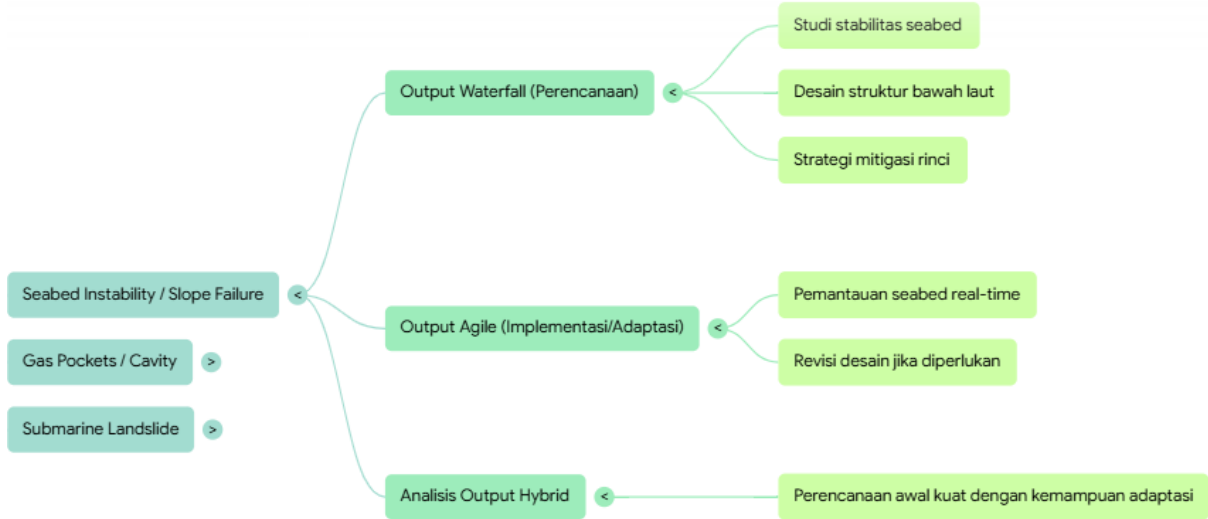 Studi stabilitas seabed
Output Waterfall (Perencanaan) <
Desain struktur bawah laut
Strategi mitigasi rinci
Seabed Instability / Slope Failure <
Pemantauan seabed real-time
Output Agile (Implementasi/Adaptasi) <
Revisi desain jika diperlukan
Gas Pockets / Cavity >
Submarine Landslide >
Analisis Output Hybrid <
Perencanaan awal kuat dengan kemampuan adaptasi